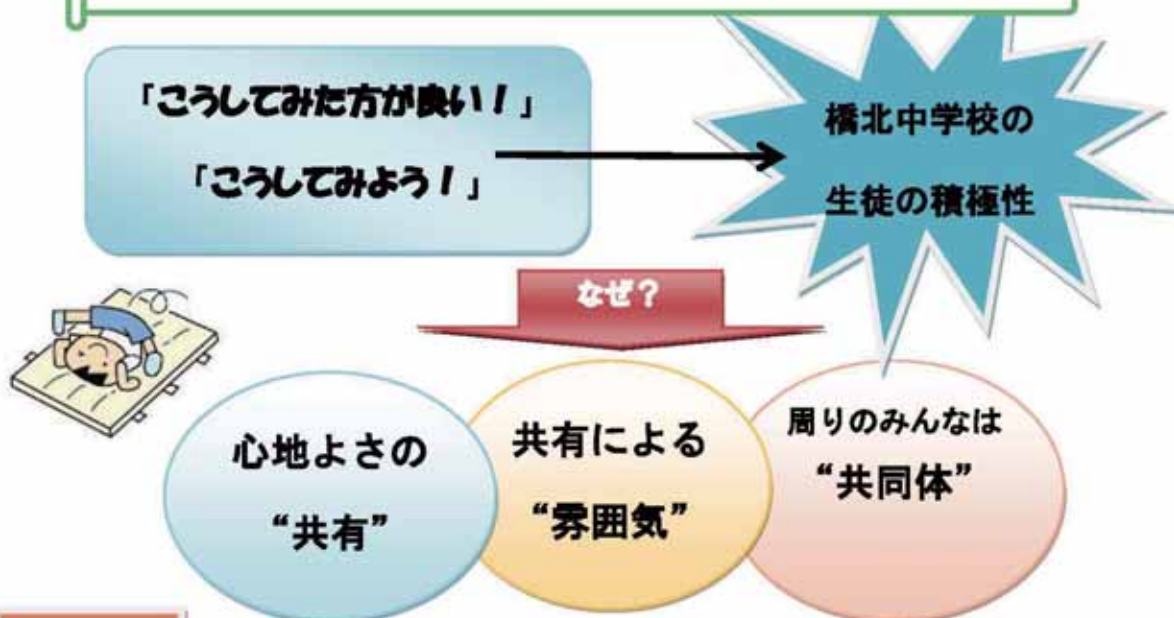 「こうしてみた方が良い！」
「こうしてみよう！」
橋北中学校の
生徒の積極性
なぜ？
心地よさの
“共有”
共有による
“雰囲気”
周りのみんなは
“共同体”